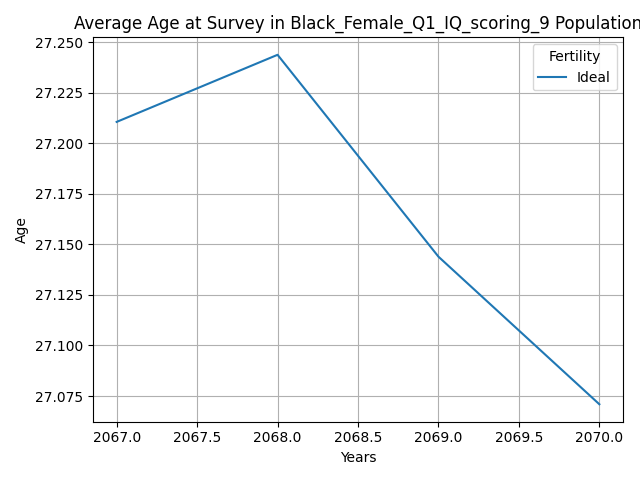 Average Age at Survey in Black_Female_Q1_IQ_scoring_9 Population
27.250
27.225
27.200
27.175
27.150
27.125
27.100
27.075
Age
Fertility
Ideal
2067.0 2067.5 2068.0 2068.5 2069.0 2069.5 2070.0
Years